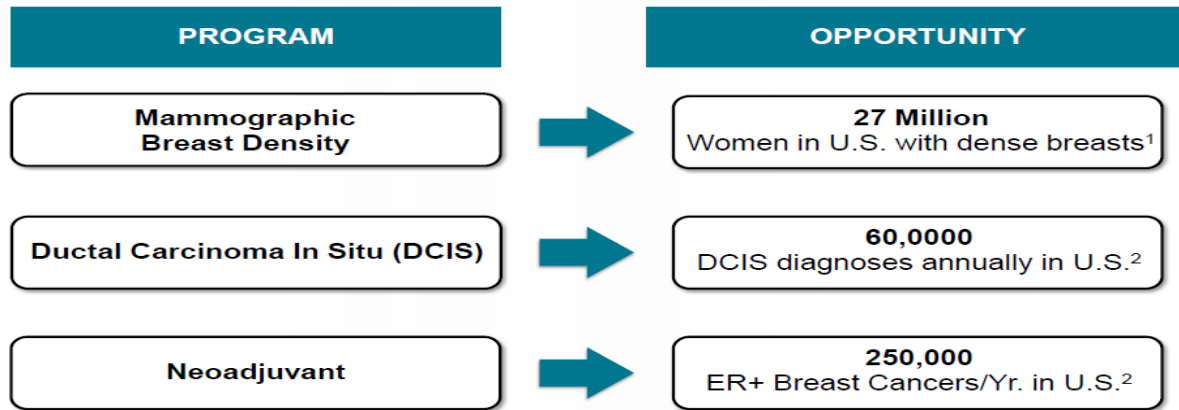 PROGRAM
OPPORTUNITY
Mammographic
Breast Density
27 Million
Women in U.S. with dense breasts¹
Ductal Carcinoma In Situ (DCIS)
60,0000
DCIS diagnoses annually in U.S.²
Neoadjuvant
250,000
ER+ Breast Cancers/Yr. in U.S.²